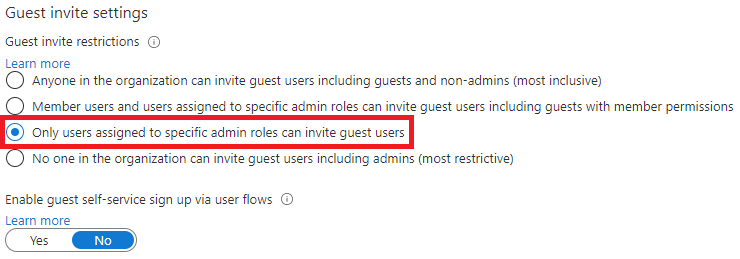 Guest invite settings
Guest invite restrictions
Learn more
Anyone in the organization can invite guest users including guests and non-admins (most inclusive)
Member users and users assigned to specific admin roles can invite guest users including guests with member permissions
Only users assigned to specific admin roles can invite guest users
No one in the organization can invite guest users including admins (most restrictive)
Enable guest self-service sign up via user flows
Learn more
Yes No